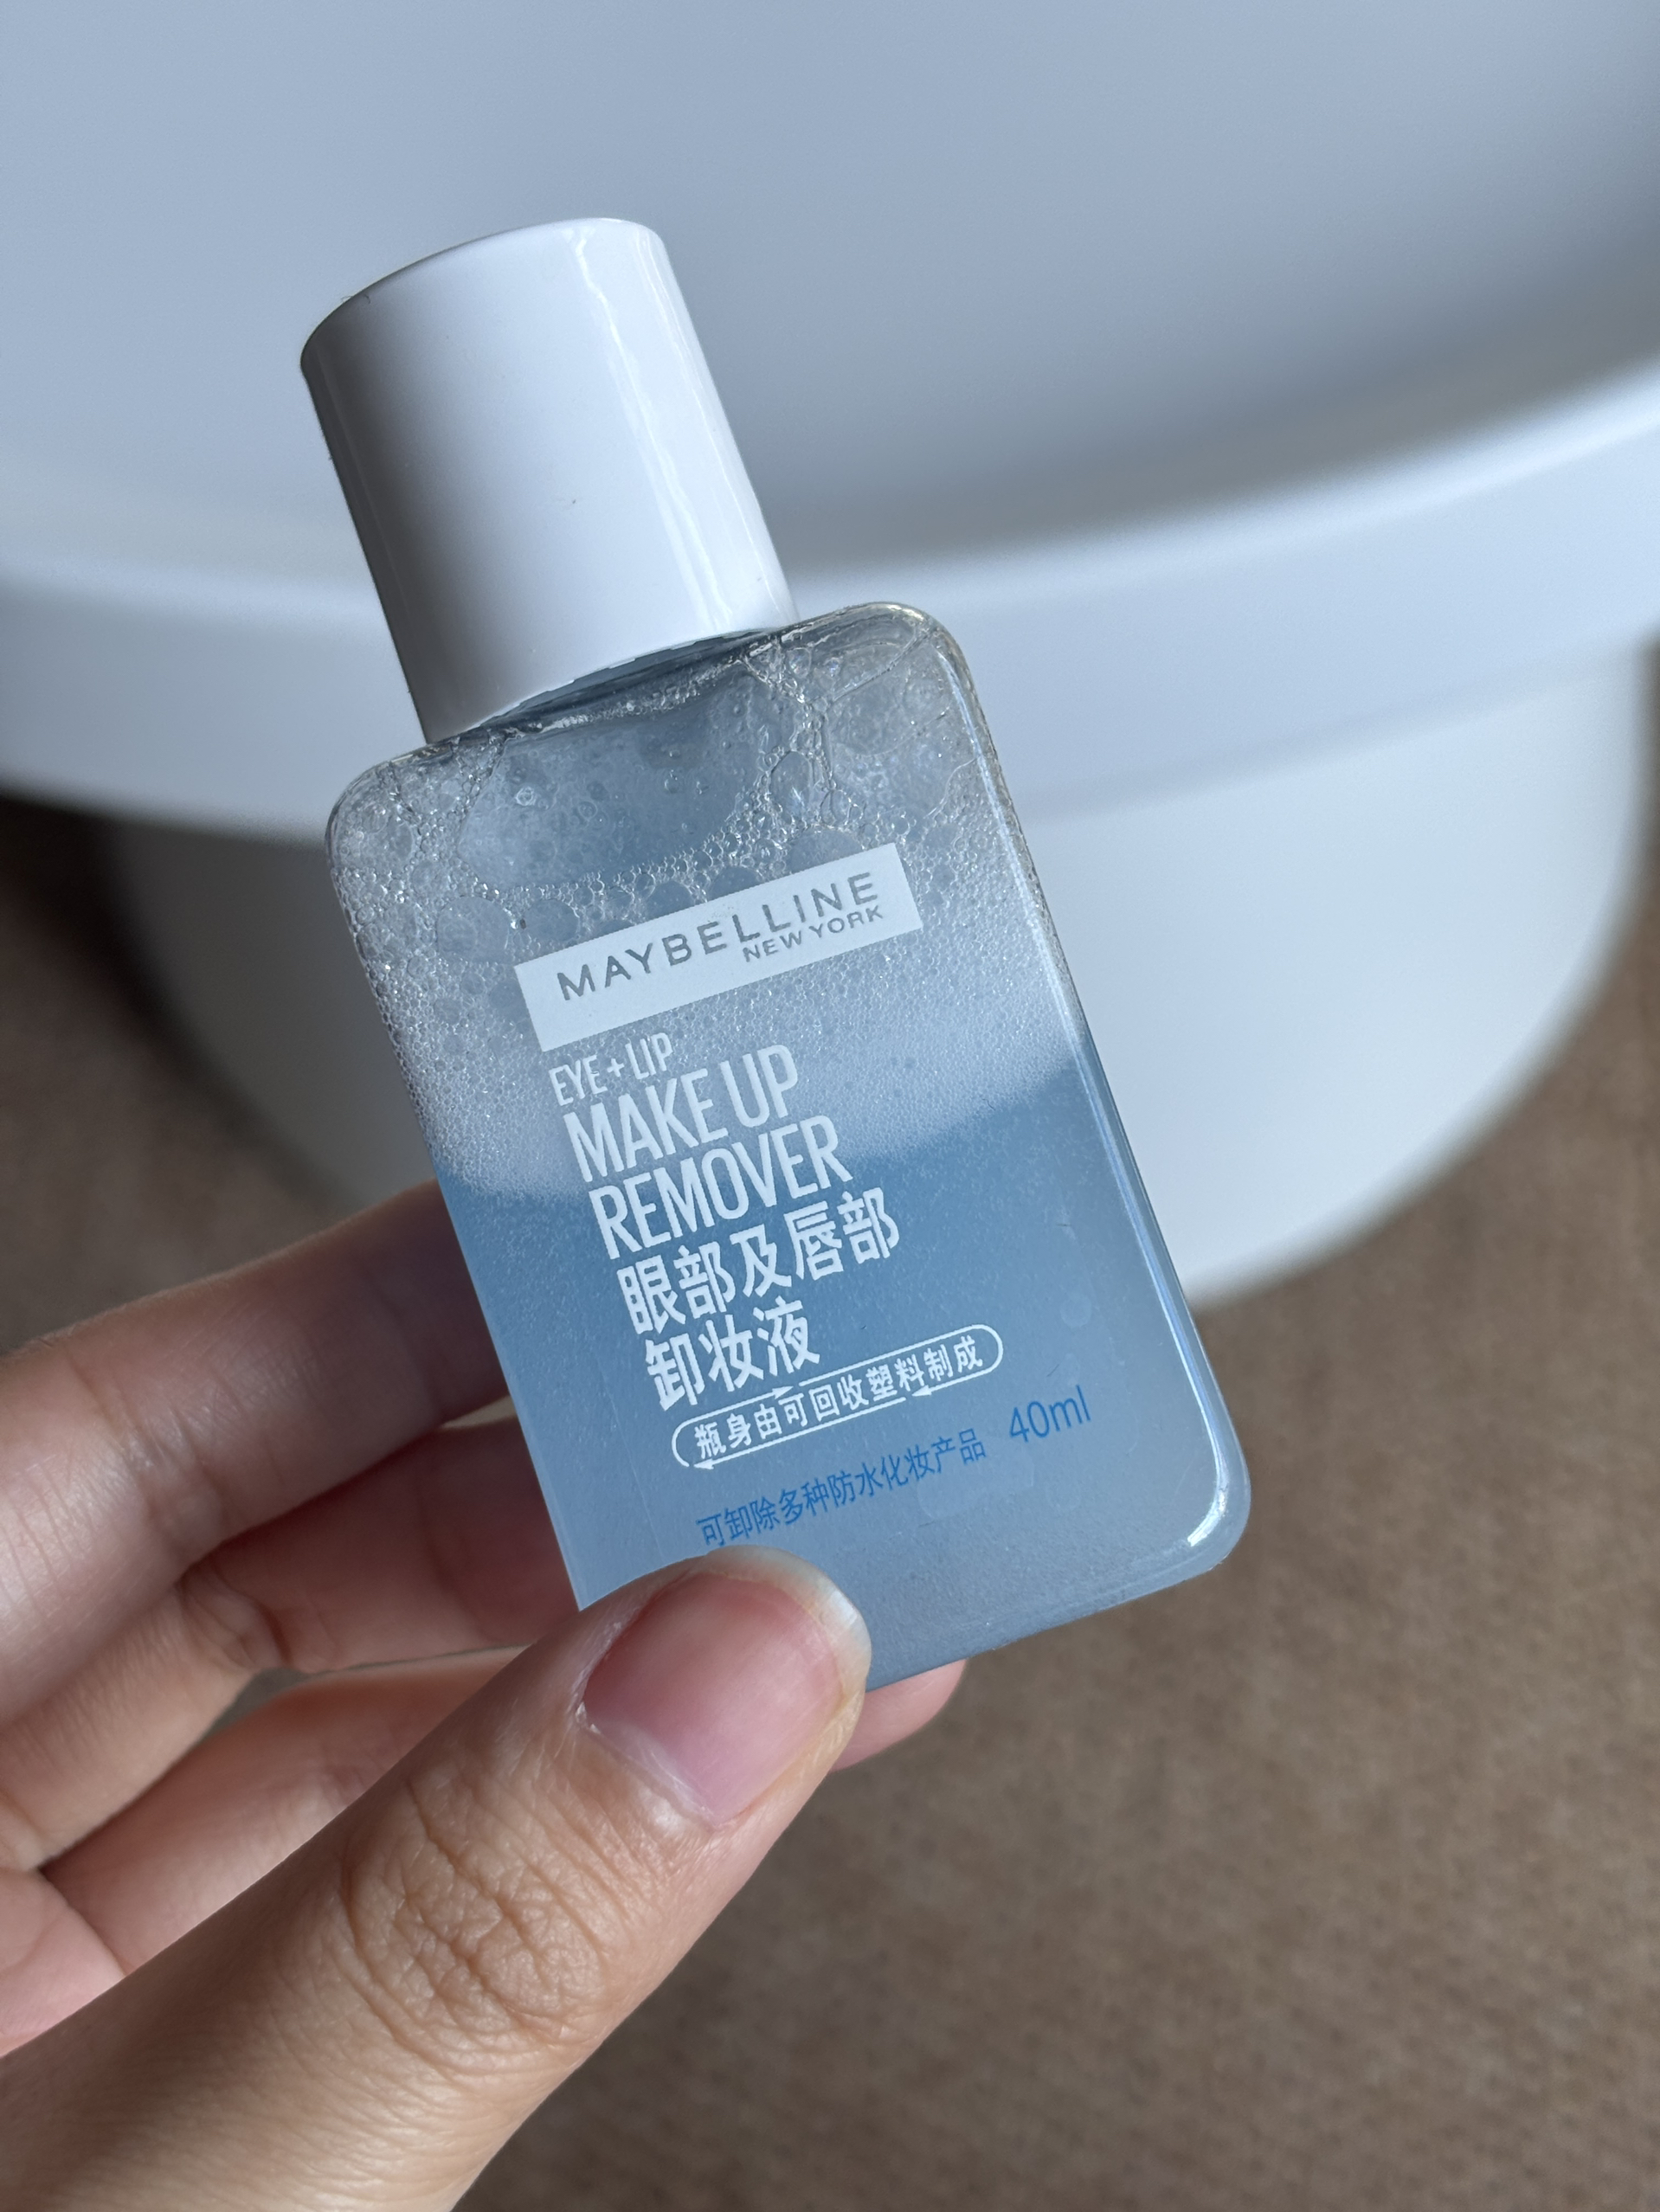 MAYBELLINE
NEW YORK
EYE+LIP
MAKE UP
REMOVER
眼部及唇部
卸妆液
瓶身由可回收塑料制成
可卸除多种防水化妆产品 40ml